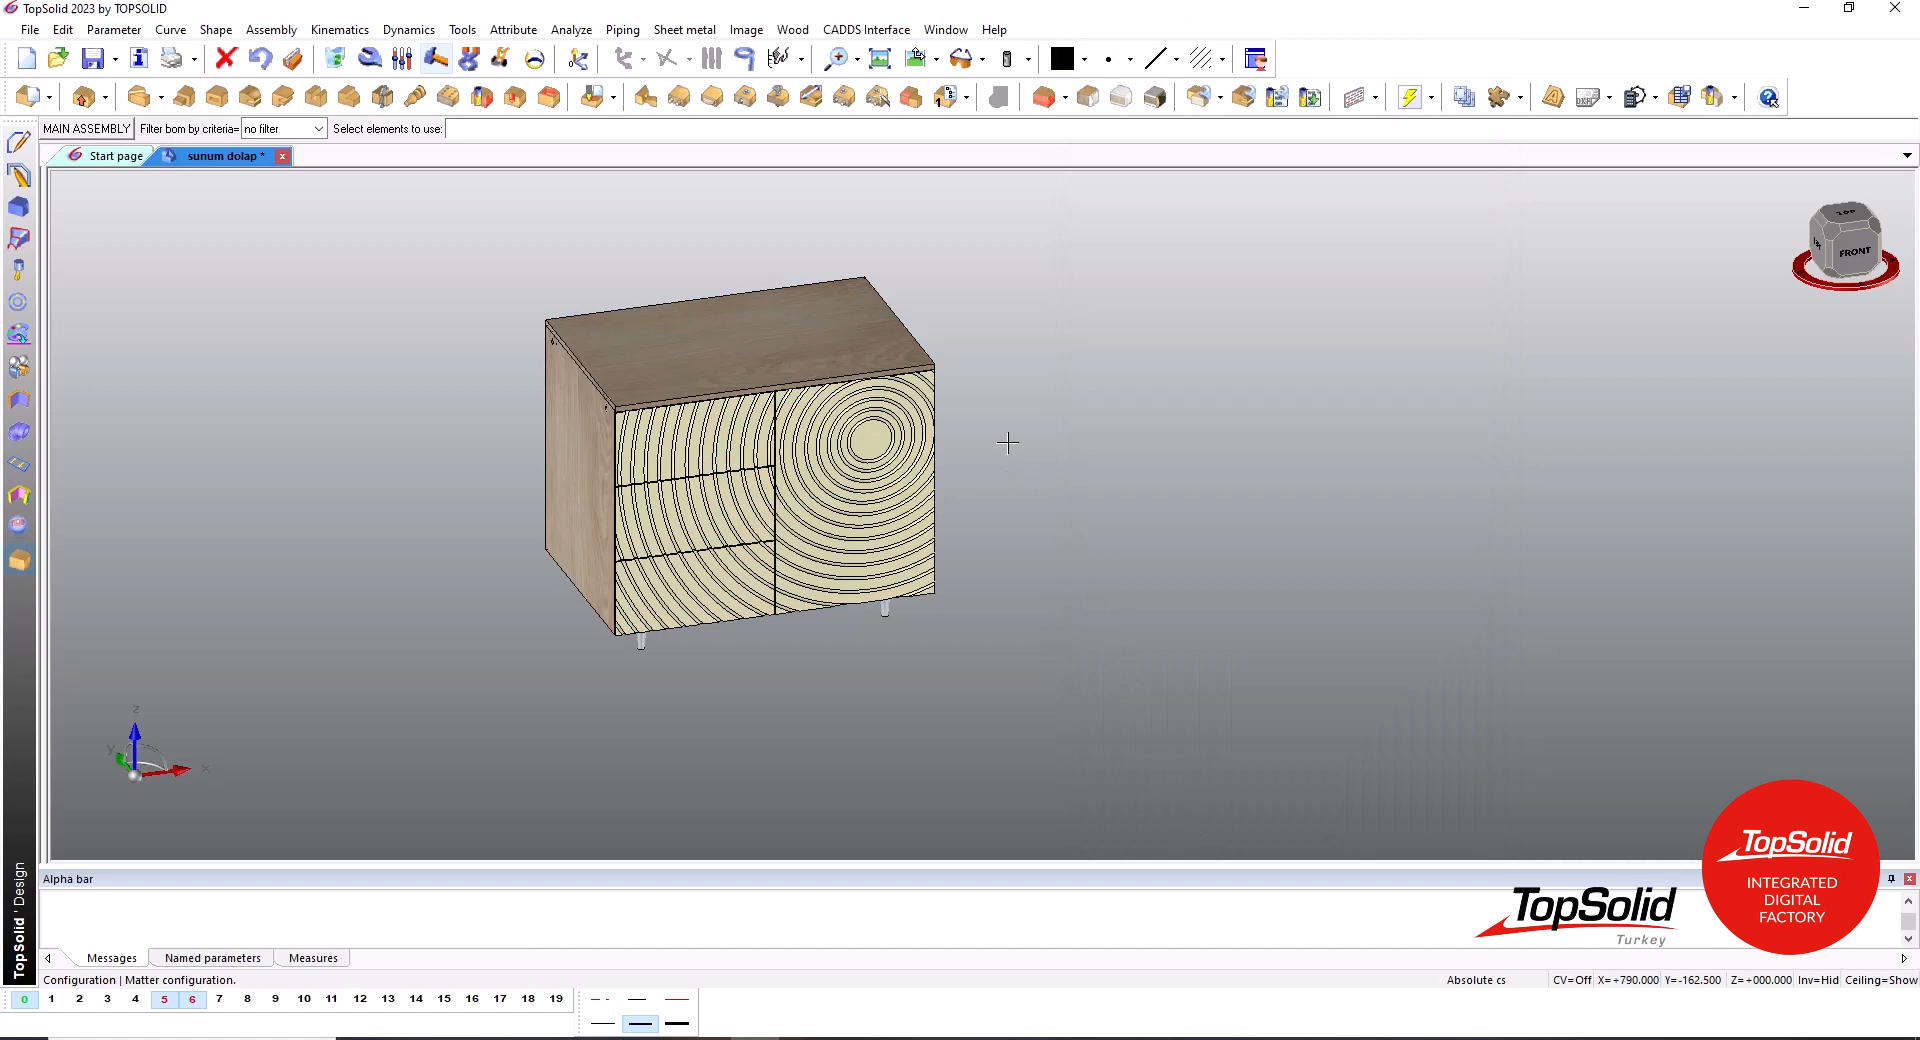 TopSolid 2023 by TOPSOLID
File Edit Parameter Curve Shape Assembly Kinematics Dynamics Tools Attribute Analyze Piping Sheet metal Image Wood CADDS Interface Window Help
MAIN ASSEMBLY Filter bom by criteria= no filter Select elements to use:
Start page sunum dolap *
TOP
FRONT
z
y
x
TopSolid
INTEGRATED
DIGITAL
FACTORY
TopSolid
Turkey
TopSolid ' Design
Alpha bar
Messages Named parameters Measures
Configuration | Matter configuration. Absolute cs CV=Off X=+790.000 Y=-162.500 Z=+000.000 Inv=Hid Ceiling=Show
0 1 2 3 4 5 6 7 8 9 10 11 12 13 14 15 16 17 18 19